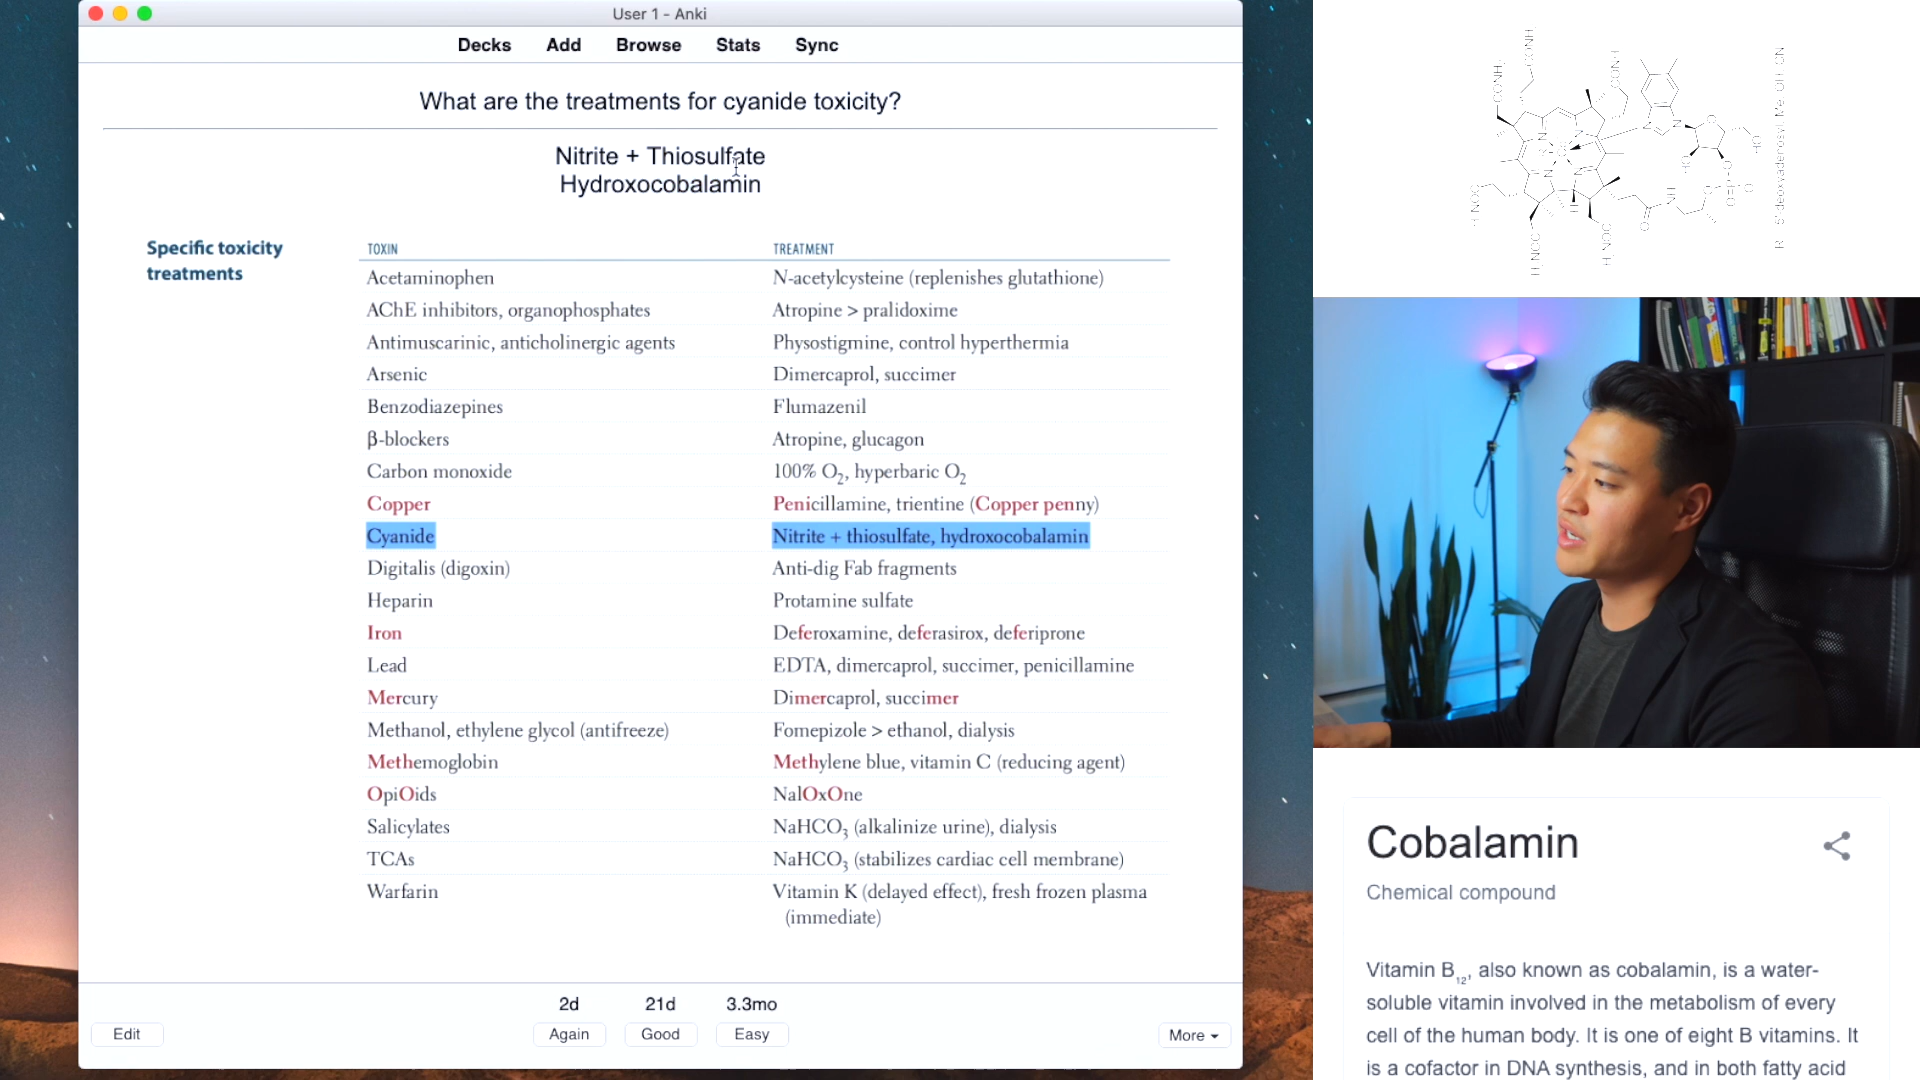 User 1 - Anki
Decks Add Browse Stats Sync
What are the treatments for cyanide toxicity?
Nitrite + Thiosulfate
Hydroxocobalamin
Specific toxicity
treatments
TOXIN TREATMENT
Acetaminophen N-acetylcysteine (replenishes glutathione)
AChE inhibitors, organophosphates Atropine > pralidoxime
Antimuscarinic, anticholinergic agents Physostigmine, control hyperthermia
Arsenic Dimercaprol, succimer
Benzodiazepines Flumazenil
β-blockers Atropine, glucagon
Carbon monoxide 100% O₂, hyperbaric O₂
Copper Penicillamine, trientine (Copper penny)
Cyanide Nitrite + thiosulfate, hydroxocobalamin
Digitalis (digoxin) Anti-dig Fab fragments
Heparin Protamine sulfate
Iron Deferoxamine, deferasirox, deferiprone
Lead EDTA, dimercaprol, succimer, penicillamine
Mercury Dimercaprol, succimer
Methanol, ethylene glycol (antifreeze) Fomepizole > ethanol, dialysis
Methemoglobin Methylene blue, vitamin C (reducing agent)
OpiOids NalOxOne
Salicylates NaHCO₃ (alkalinize urine), dialysis
TCAs NaHCO₃ (stabilizes cardiac cell membrane)
Warfarin Vitamin K (delayed effect), fresh frozen plasma
(immediate)
2d 21d 3.3mo
Edit Again Good Easy More
Cobalamin
Chemical compound
Vitamin B₁₂, also known as cobalamin, is a water-
soluble vitamin involved in the metabolism of every
cell of the human body. It is one of eight B vitamins. It
is a cofactor in DNA synthesis, and in both fatty acid